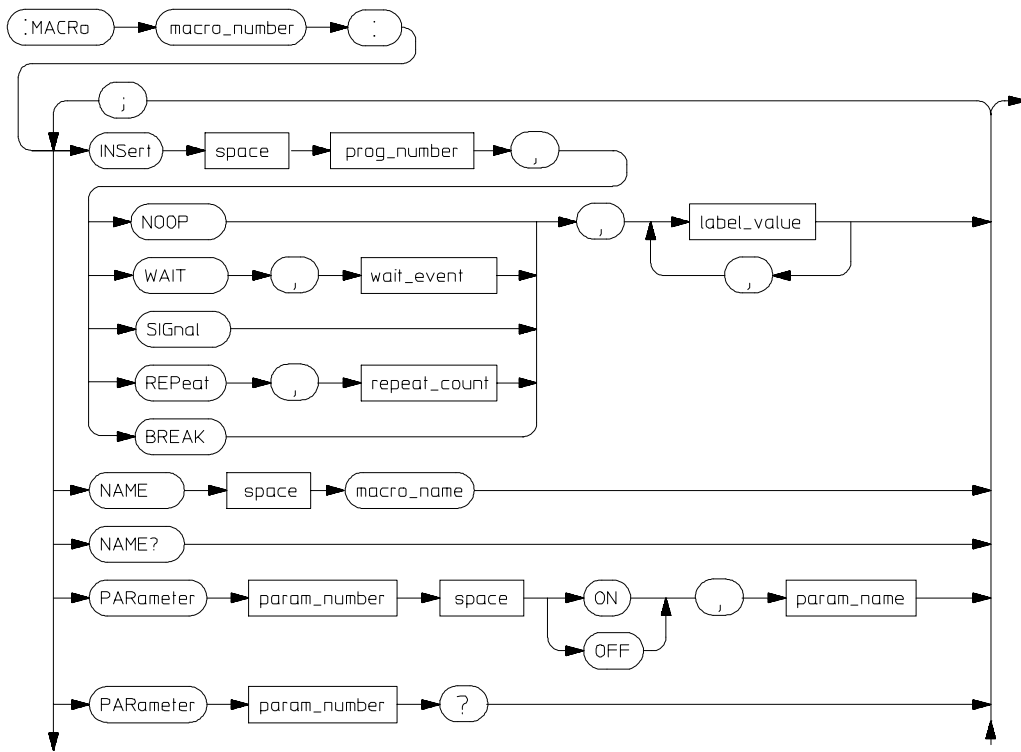 :MACRo macro_number :
;
INSert space prog_number ,
NOOP , label_value
WAIT , wait_event ,
SIGnal
REPeat , repeat_count
BREAK
NAME space macro_name
NAME?
PARameter param_number space ON , param_name
OFF
PARameter param_number ?